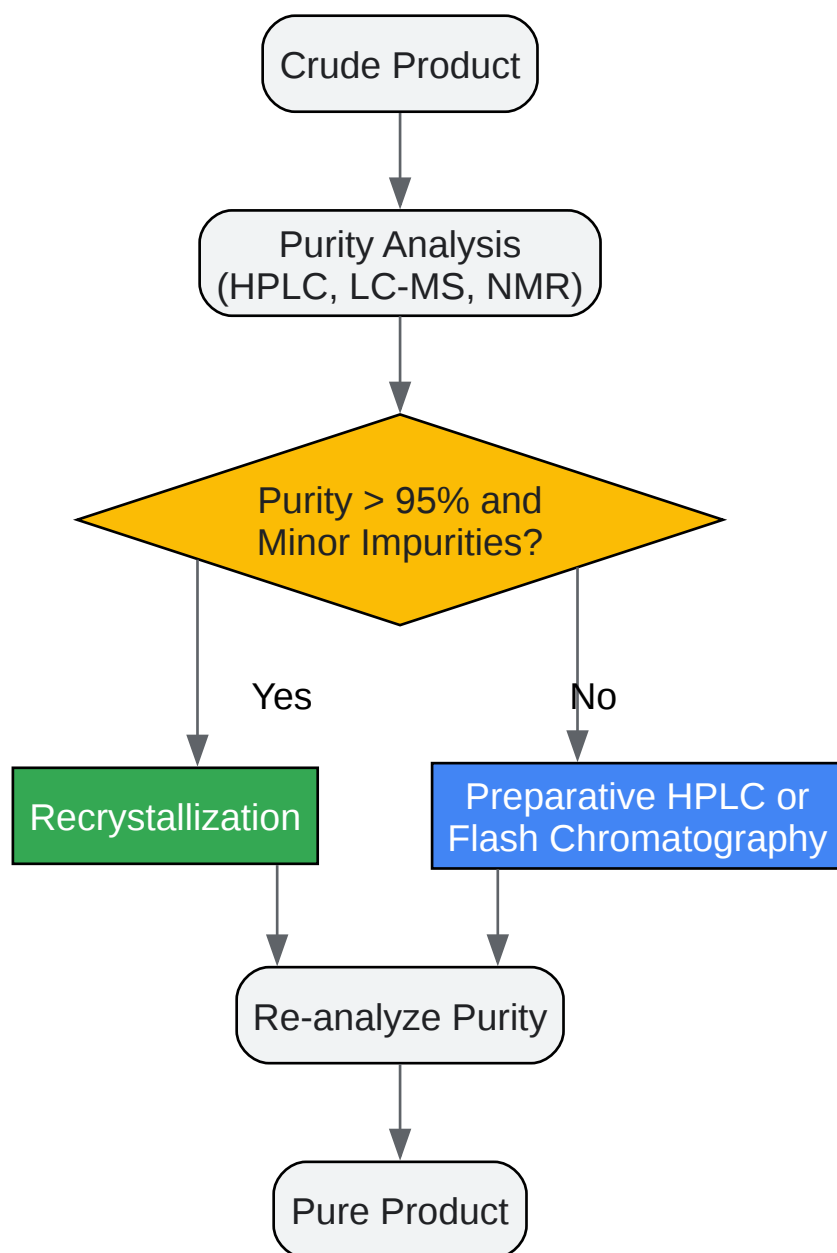 Crude Product
Purity Analysis
(HPLC, LC-MS, NMR)
Purity > 95% and
Minor Impurities?
Yes
No
Recrystallization
Preparative HPLC or
Flash Chromatography
Re-analyze Purity
Pure Product